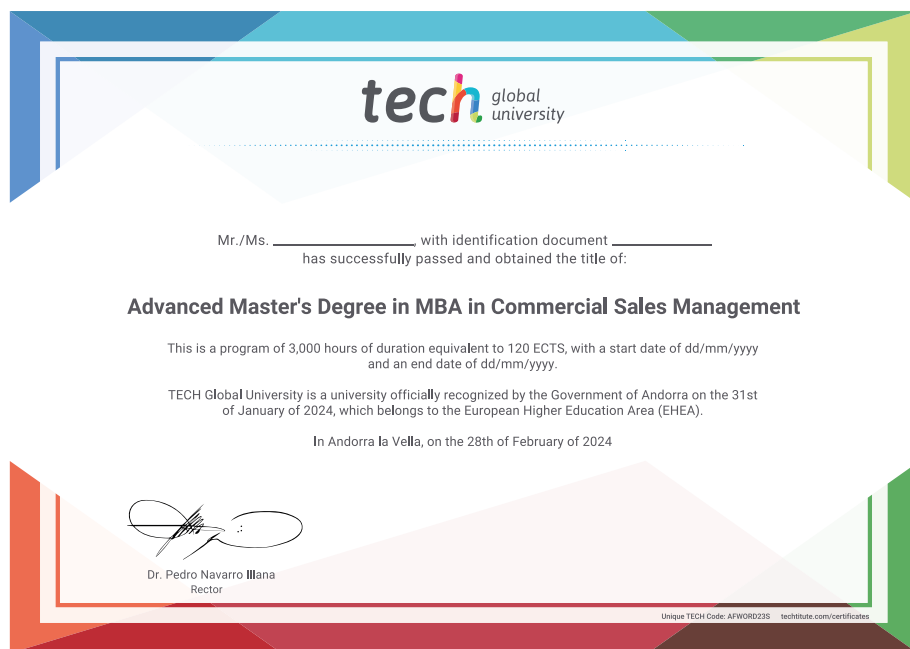 tech global
university
Mr./Ms. ____________, with identification document ____________
has successfully passed and obtained the title of:
Advanced Master's Degree in MBA in Commercial Sales Management
This is a program of 3,000 hours of duration equivalent to 120 ECTS, with a start date of dd/mm/yyyy
and an end date of dd/mm/yyyy.
TECH Global University is a university officially recognized by the Government of Andorra on the 31st
of January of 2024, which belongs to the European Higher Education Area (EHEA).
In Andorra la Vella, on the 28th of February of 2024
Dr. Pedro Navarro Illana
Rector
Unique TECH Code: AFWORD23S techtitute.com/certificates